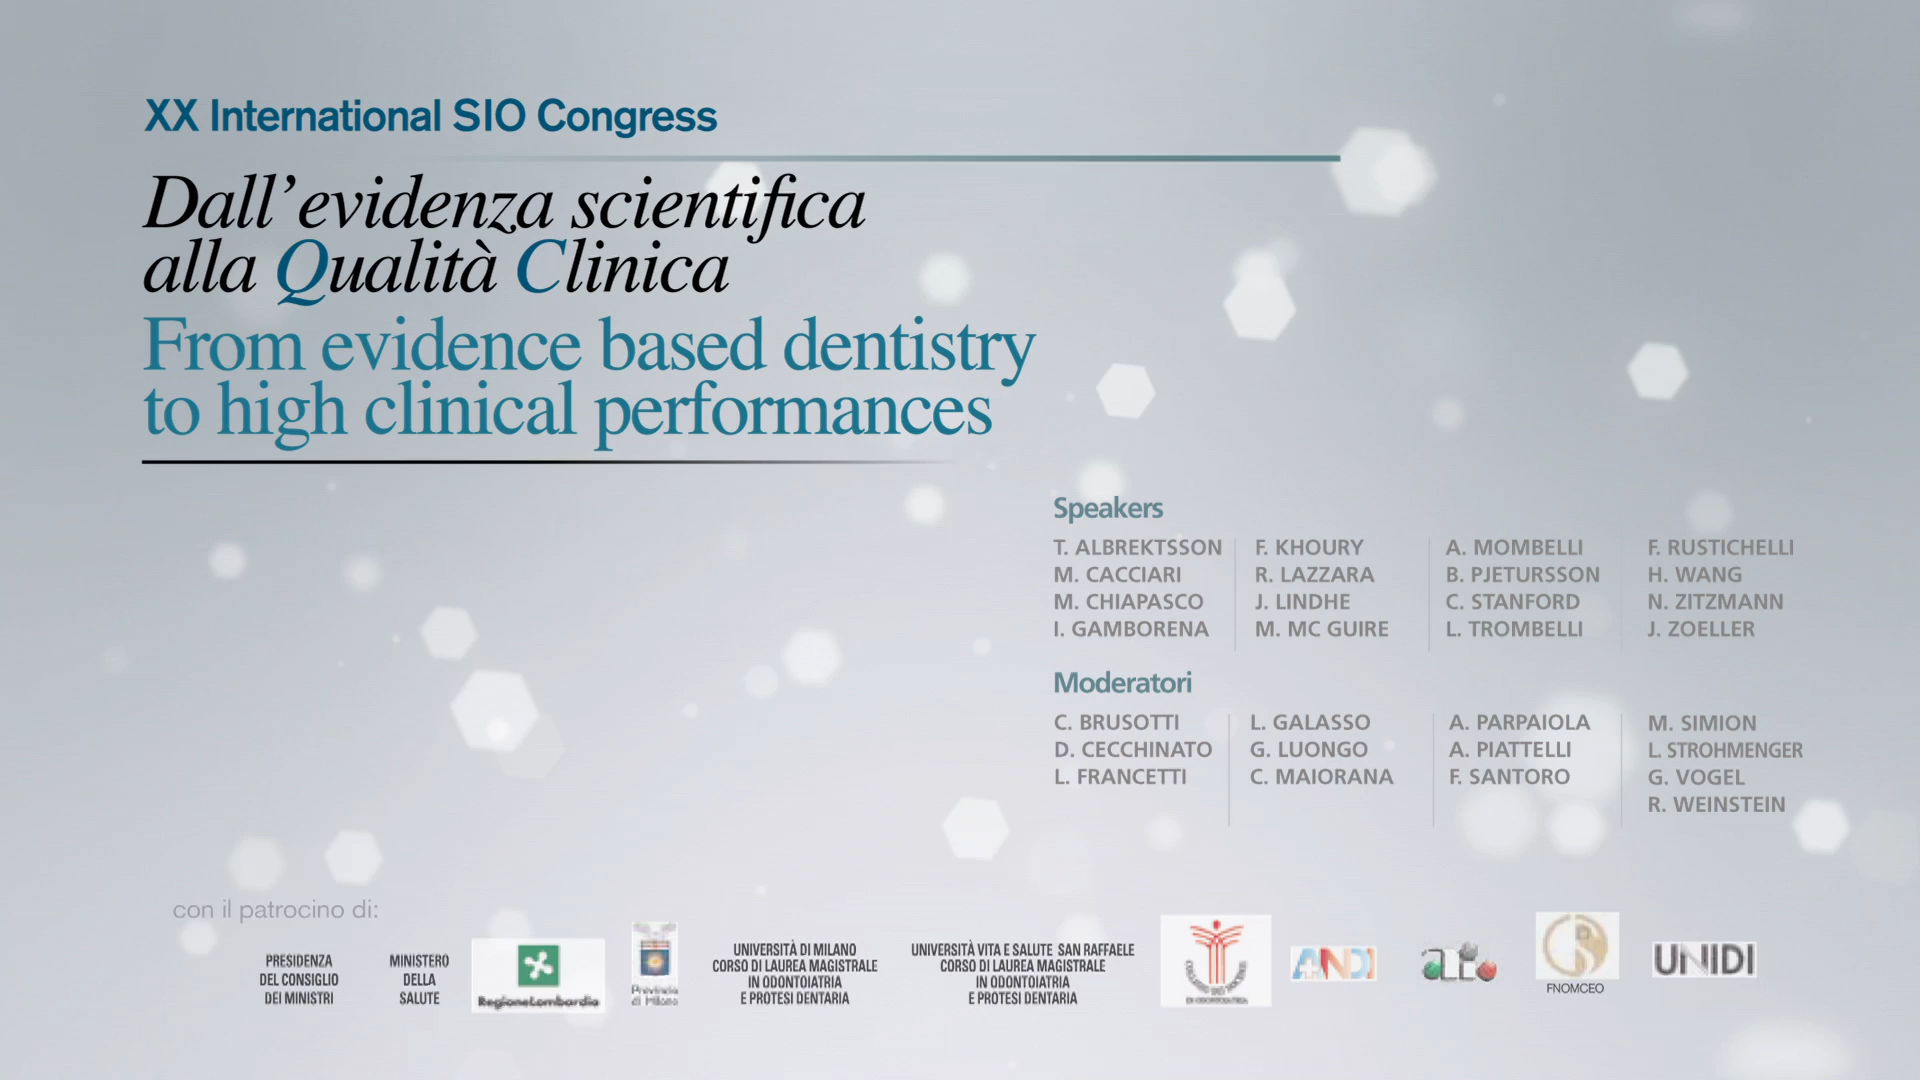 XX International SIO Congress
Dall'evidenza scientifica
alla Qualità Clinica
From evidence based dentistry
to high clinical performances
Speakers
T. ALBREKTSSON
M. CACCIARI
M. CHIAPASCO
I. GAMBORENA
F. KHOURY
R. LAZZARA
J. LINDHE
M. MC GUIRE
A. MOMBELLI
B. PJETURSSON
C. STANFORD
L. TROMBELLI
F. RUSTICHELLI
H. WANG
N. ZITZMANN
J. ZOELLER
Moderatori
C. BRUSOTTI
D. CECCHINATO
L. FRANCETTI
L. GALASSO
G. LUONGO
C. MAIORANA
A. PARPAIOLA
A. PIATTELLI
F. SANTORO
M. SIMION
L. STROHMENGER
G. VOGEL
R. WEINSTEIN
con il patrocino di:
PRESIDENZA
DEL CONSIGLIO
DEI MINISTRI
MINISTERO
DELLA
SALUTE
RegioneLombardia
Provincia
di Milano
UNIVERSITÀ DI MILANO
CORSO DI LAUREA MAGISTRALE
IN ODONTOIATRIA
E PROTESI DENTARIA
UNIVERSITÀ VITA E SALUTE SAN RAFFAELE
CORSO DI LAUREA MAGISTRALE
IN ODONTOIATRIA
E PROTESI DENTARIA
DI ODONTOIATRIA
ANDI
FNOMCEO
UNIDI